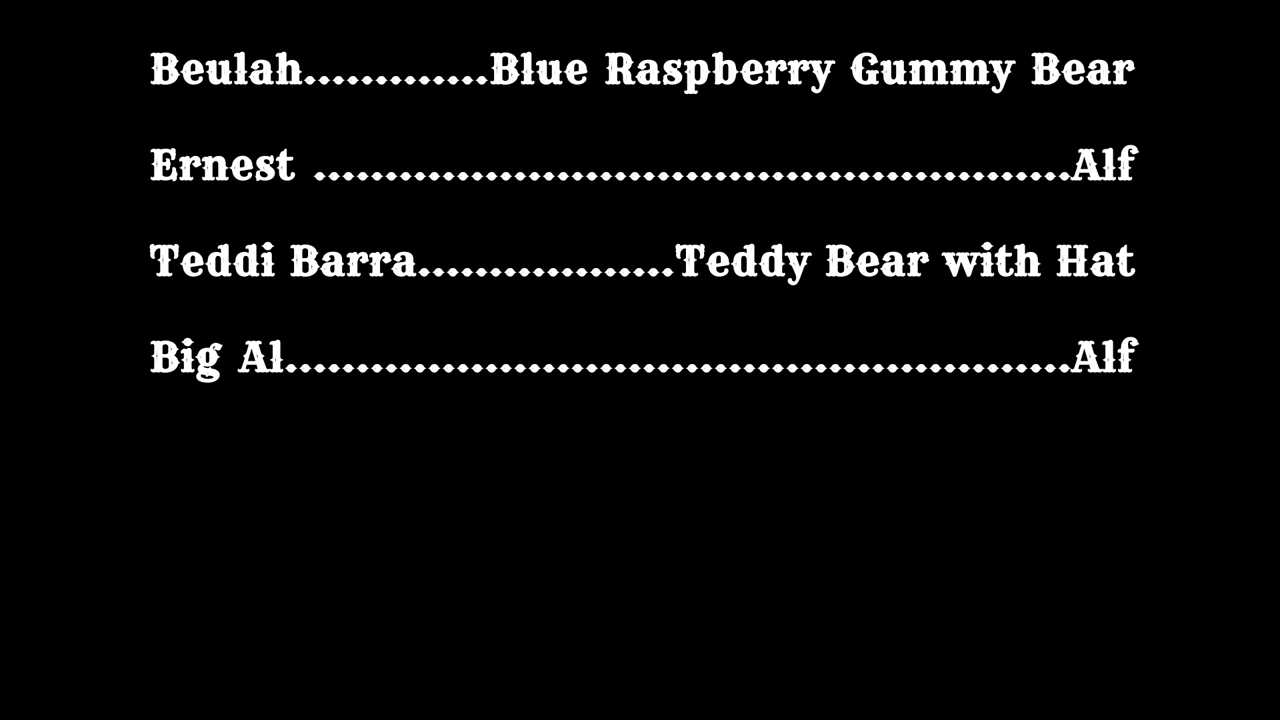 Beulah.............Blue Raspberry Gummy Bear
Ernest .....................................................Alf
Teddi Barra..................Teddy Bear with Hat
Big Al.......................................................Alf